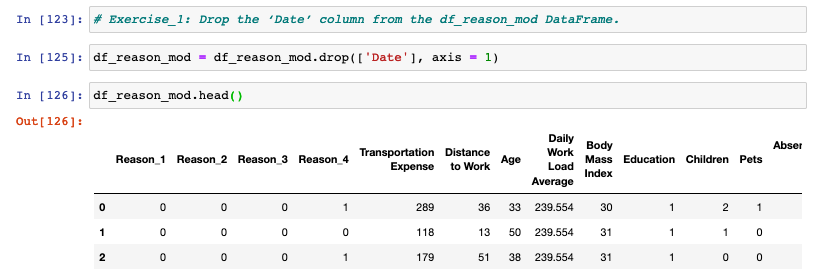 In [123]: # Exercise_1: Drop the ‘Date’ column from the df_reason_mod DataFrame.
In [125]: df_reason_mod = df_reason_mod.drop(['Date'], axis = 1)
In [126]: df_reason_mod.head()
Out[126]:
Reason_1 Reason_2 Reason_3 Reason_4 Transportation Expense Distance to Work Age Daily Work Load Average Body Mass Index Education Children Pets Abser
0 0 0 0 1 289 36 33 239.554 30 1 2 1
1 0 0 0 0 118 13 50 239.554 31 1 1 0
2 0 0 0 1 179 51 38 239.554 31 1 0 0